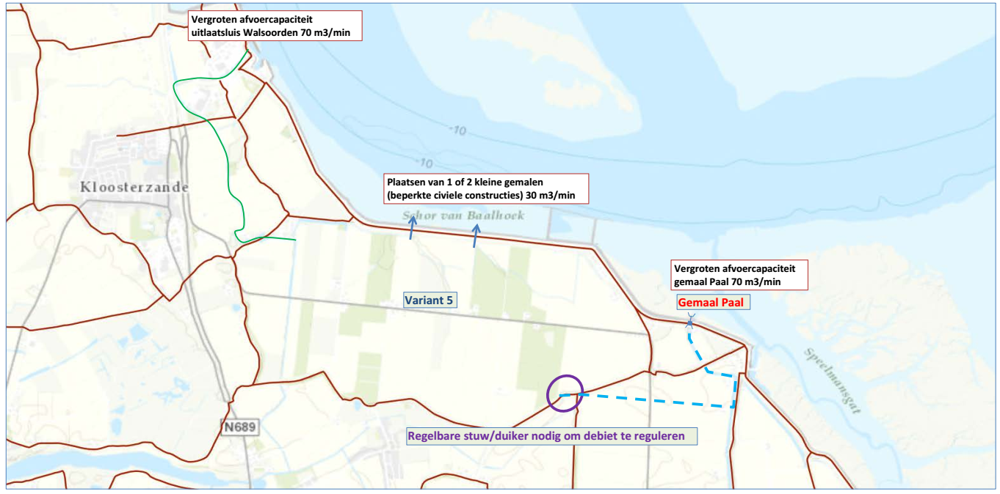 Vergroten afvoercapaciteit
uitlaatsluis Walsoorden 70 m3/min
-10
-10
Kloosterzande
Plaatsen van 1 of 2 kleine gemalen
(beperkte civiele constructies) 30 m3/min
Schor van Baalhoek
Vergroten afvoercapaciteit
gemaal Paal 70 m3/min
Variant 5
Gemaal Paal
Speelmansgat
N689
Regelbare stuw/duiker nodig om debiet te reguleren